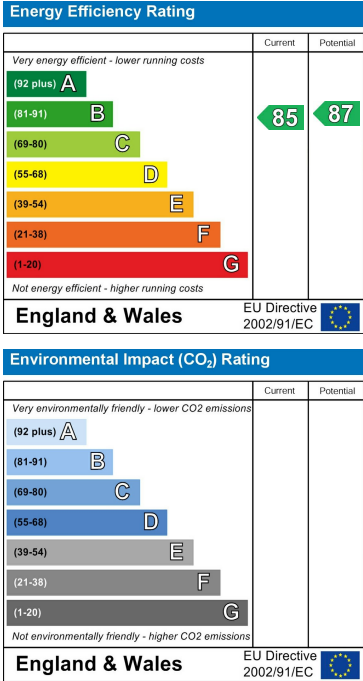 Energy Efficiency Rating
Current Potential
Very energy efficient - lower running costs
(92 plus) A
(81-91) B
85 87
(69-80) C
(55-68) D
(39-54) E
(21-38) F
(1-20) G
Not energy efficient - higher running costs
England & Wales
EU Directive
2002/91/EC
Environmental Impact (CO₂) Rating
Current Potential
Very environmentally friendly - lower CO2 emissions
(92 plus) A
(81-91) B
(69-80) C
(55-68) D
(39-54) E
(21-38) F
(1-20) G
Not environmentally friendly - higher CO2 emissions
England & Wales
EU Directive
2002/91/EC